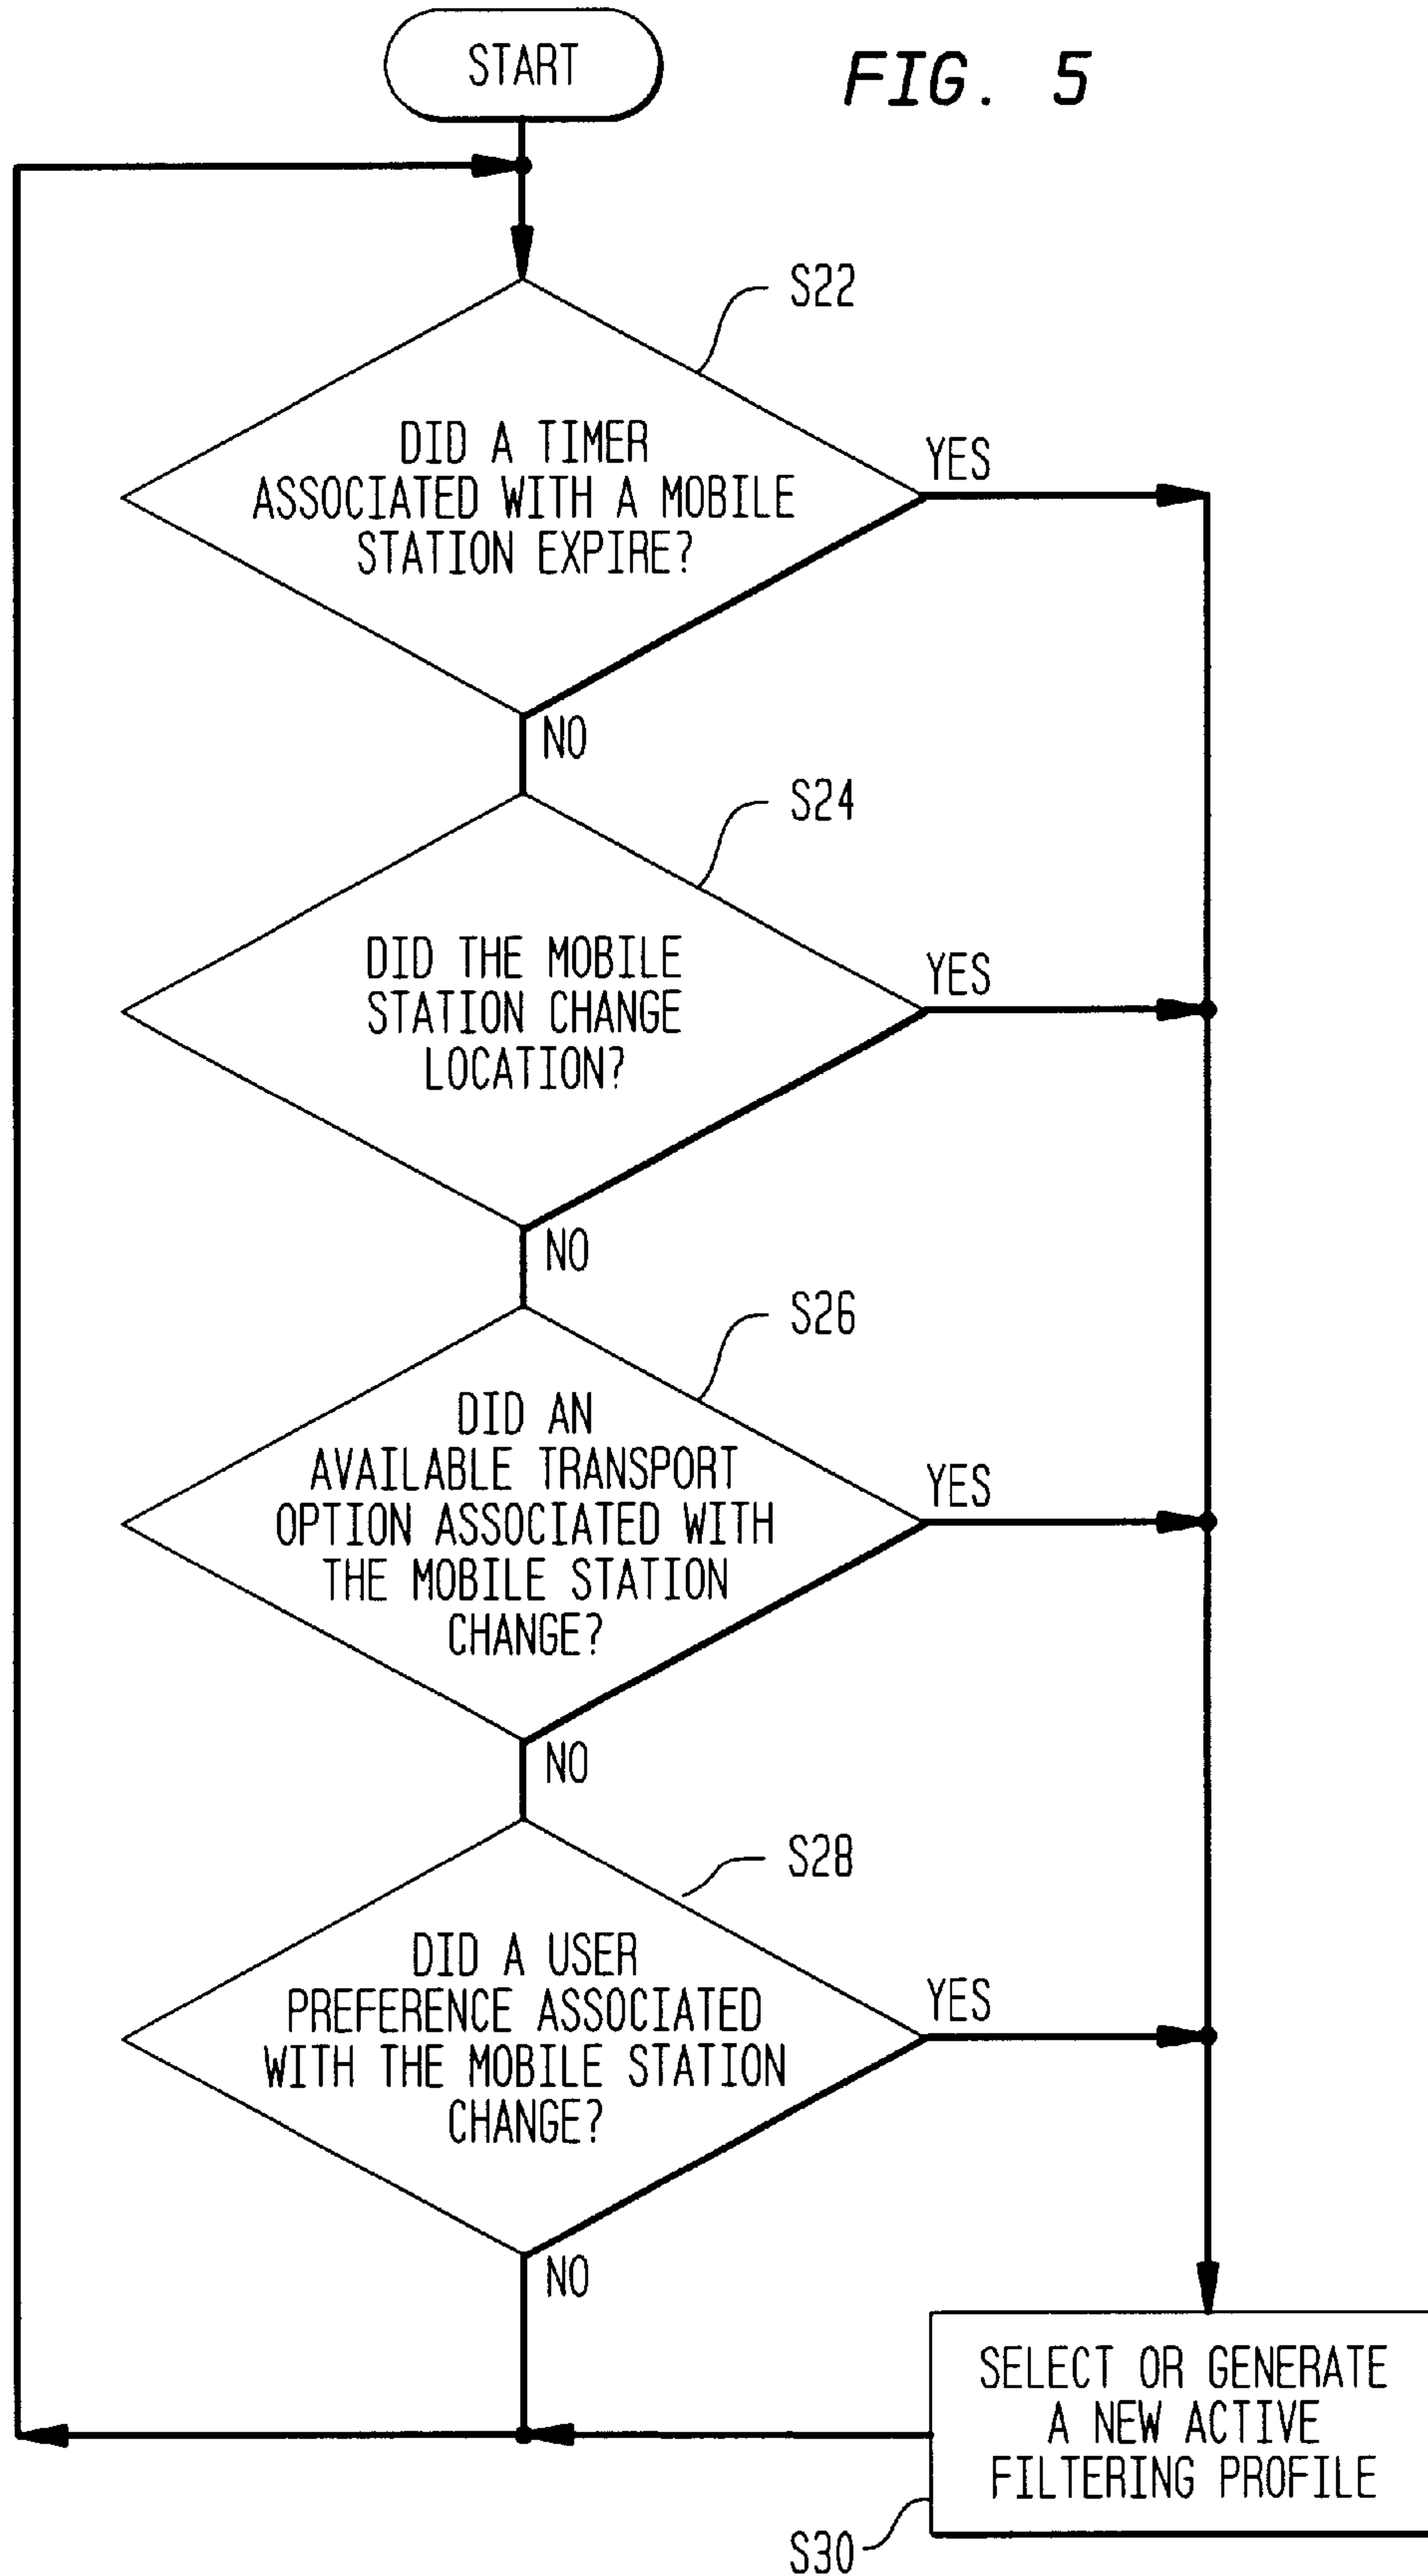 START
FIG. 5
S22
DID A TIMER
ASSOCIATED WITH A MOBILE
STATION EXPIRE?
YES
NO
S24
DID THE MOBILE
STATION CHANGE
LOCATION?
YES
NO
S26
DID AN
AVAILABLE TRANSPORT
OPTION ASSOCIATED WITH
THE MOBILE STATION
CHANGE?
YES
NO
S28
DID A USER
PREFERENCE ASSOCIATED
WITH THE MOBILE STATION
CHANGE?
YES
NO
SELECT OR GENERATE
A NEW ACTIVE
FILTERING PROFILE
S30